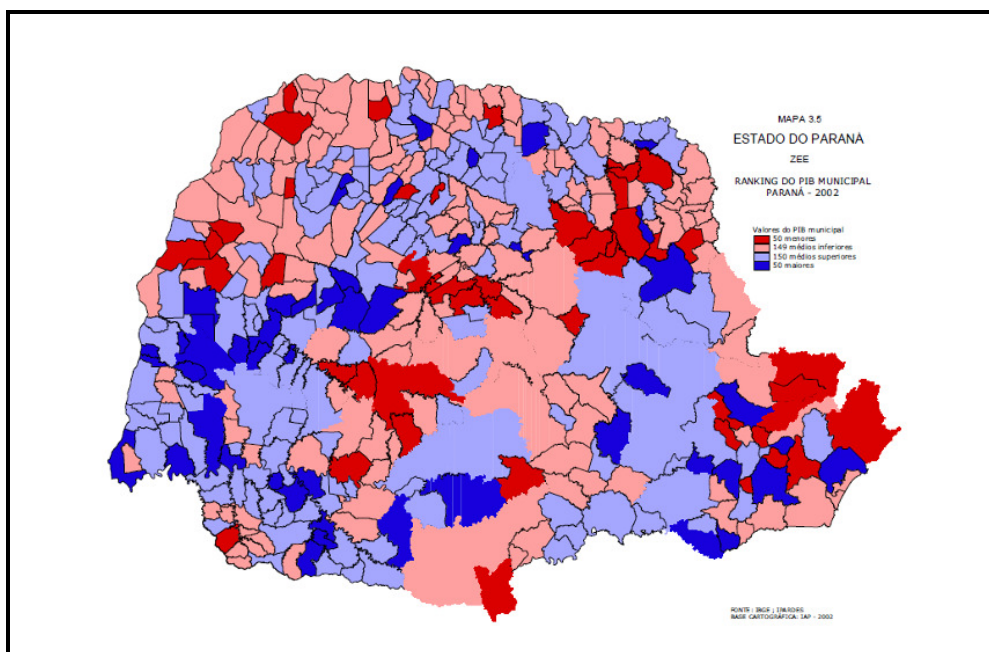 MAPA 3.5
ESTADO DO PARANÁ
ZEE
RANKING DO PIB MUNICIPAL
PARANÁ - 2002
Valores do PIB municipal
50 menores
149 médios inferiores
150 médios superiores
50 maiores
FONTE: IBGE ; IPARDES
BASE CARTOGRÁFICA: IAP - 2002